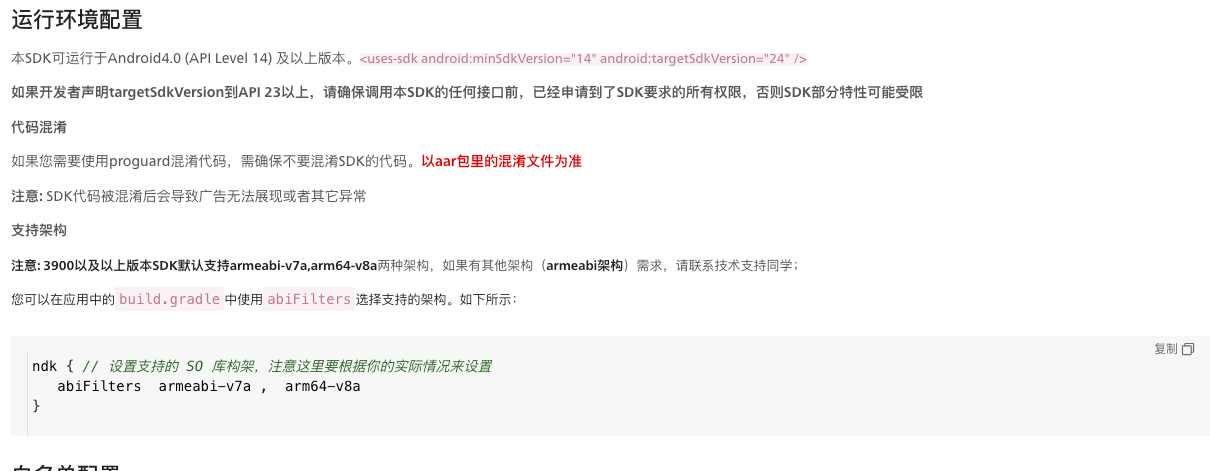 运行环境配置
本SDK可运行于Android4.0 (API Level 14) 及以上版本。<uses-sdk android:minSdkVersion="14" android:targetSdkVersion="24" />
如果开发者声明targetSdkVersion到API 23以上，请确保调用本SDK的任何接口前，已经申请到了SDK要求的所有权限，否则SDK部分特性可能受限
代码混淆
如果您需要使用proguard混淆代码，需确保不要混淆SDK的代码。以aar包里的混淆文件为准
注意: SDK代码被混淆后会导致广告无法展现或者其它异常
支持架构
注意: 3900以及以上版本SDK默认支持armeabi-v7a,arm64-v8a两种架构，如果有其他架构（armeabi架构）需求，请联系技术支持同学；
您可以在应用中的 build.gradle 中使用 abiFilters 选择支持的架构。如下所示：
复制
ndk { // 设置支持的 SO 库构架，注意这里要根据你的实际情况来设置
abiFilters  armeabi-v7a ,  arm64-v8a
}
白名单配置